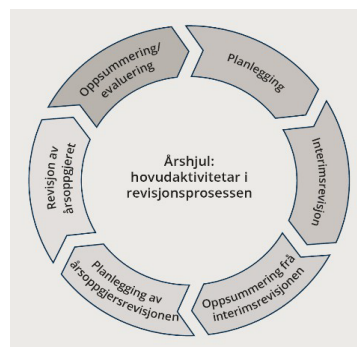 Årshjul:
hovudaktivitetar i
revisjonsprosessen
Planlegging
Interimsrevisjon
Oppsummering frå
interimsrevisjonen
Planlegging av
årsoppgjersrevisjonen
Revisjon av
årsoppgjeret
Oppsummering/
evaluering